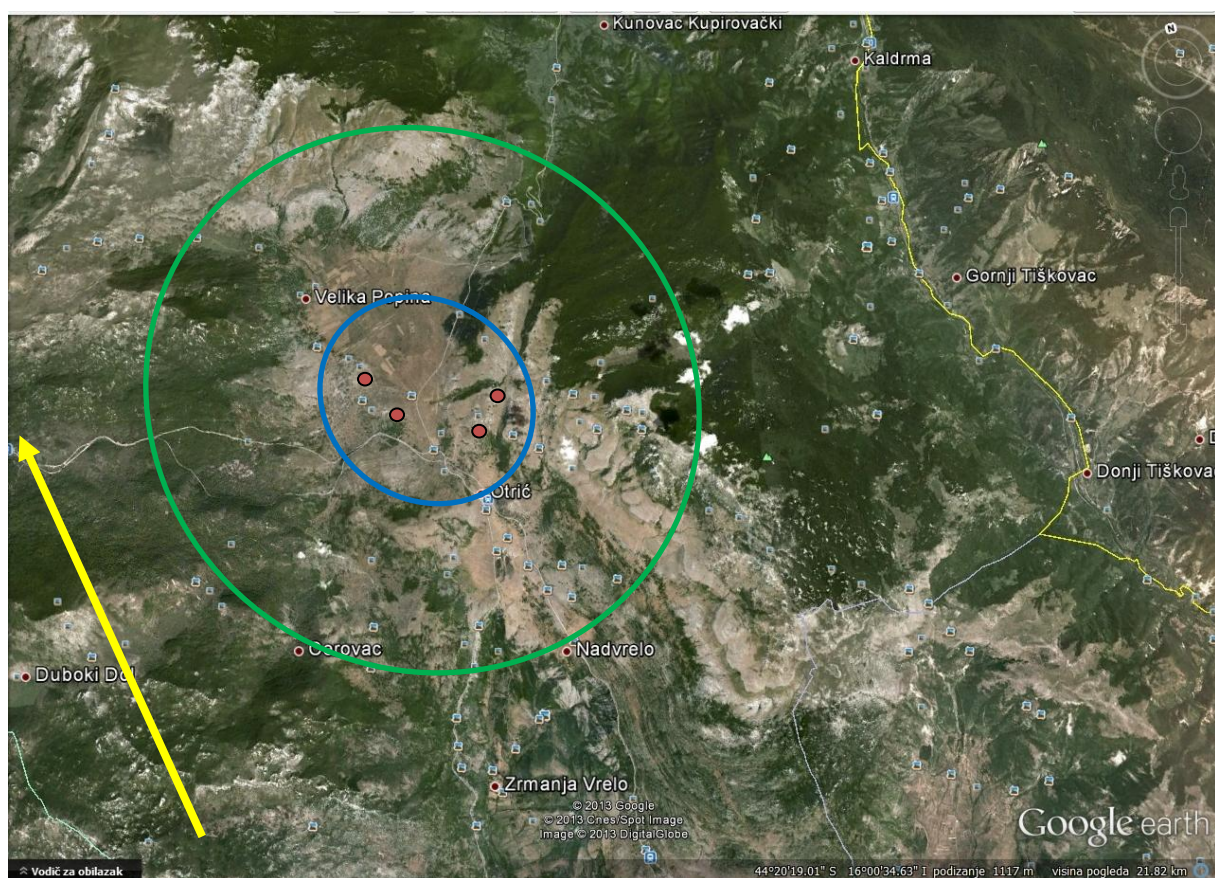 Kunovac Kupirovački
N
Kaldrma
Gornji Tiškovac
Velika Popina
D
Donji Tiškovac
Otrić
Gorovac
Nadvrelo
Duboki Dol
Zrmanja Vrelo
© 2013 Google
© 2013 Cnes/Spot Image
Image © 2013 DigitalGlobe
Google earth
Vodič za obilazak
44°20'19.01" S 16°00'34.63" I podizanje 1117 m visina pogleda 21.82 km